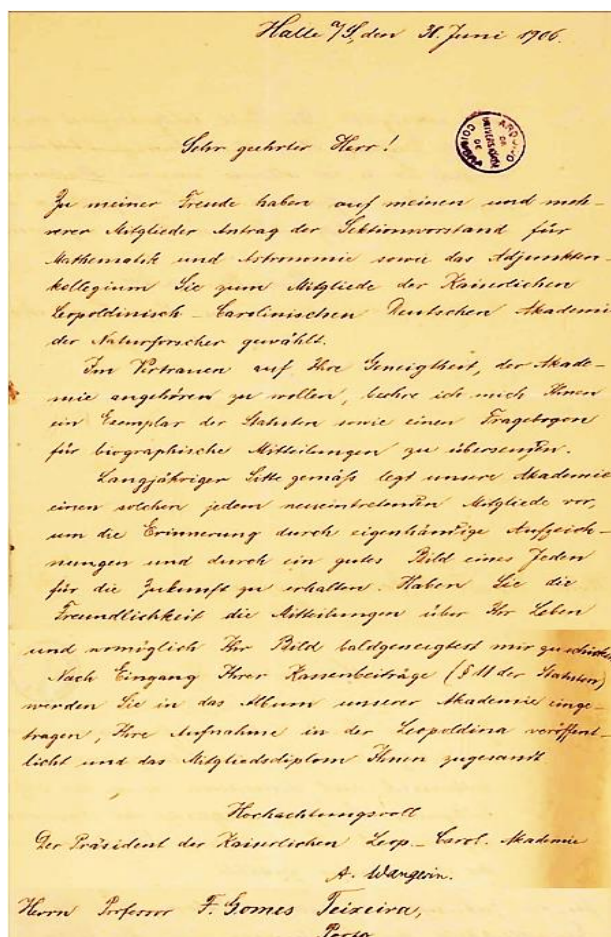 Halle a/S, den 30. Juni 1906.
ARQUIVO DA UNIVERSIDADE DE COIMBRA
Sehr geehrter Herr!
Zu meiner Freude haben auf meinen und meh-
rerer Mitglieder Antrag der Sektionvorstand für
Mathematik und Astronomie sowie das Adjunkten-
kollegium Sie zum Mitgliede der Kaiserlichen
Leopoldinisch - Carolinischen Deutschen Akademie
der Naturforscher gewählt.
Im Vertrauen auf Ihre Geneigtheit, der Akade-
mie angehören zu wollen, beehre ich mich Ihnen
ein Exemplar der Statuten sowie einen Fragebogen
für biographische Mitteilungen zu übersenden.
Langjähriger Sitte gemäß legt unsere Akademie
einen solchen jedem neueintretenden Mitgliede vor,
um die Erinnerung durch eigenhändige Aufzeich-
nungen und durch ein gutes Bild eines Jeden
für die Zukunft zu erhalten. Haben Sie die
Freundlichkeit die Mitteilungen über Ihr Leben
und womöglich Ihr Bild baldgeneigtest mir zu schicken
Nach Eingang Ihrer Kassenbeiträge (§ 11 der Statuten)
werden Sie in das Album unserer Akademie einge-
tragen, Ihre Aufnahme in der Leopoldina veröffent-
licht und das Mitgliedsdiplom Ihnen zugesandt
Hochachtungsvoll
Der Präsident der Kaiserlichen Leop. - Carol. Akademie
A. Wangerin.
Herrn Professor F. Gomes Teixeira,
Porto